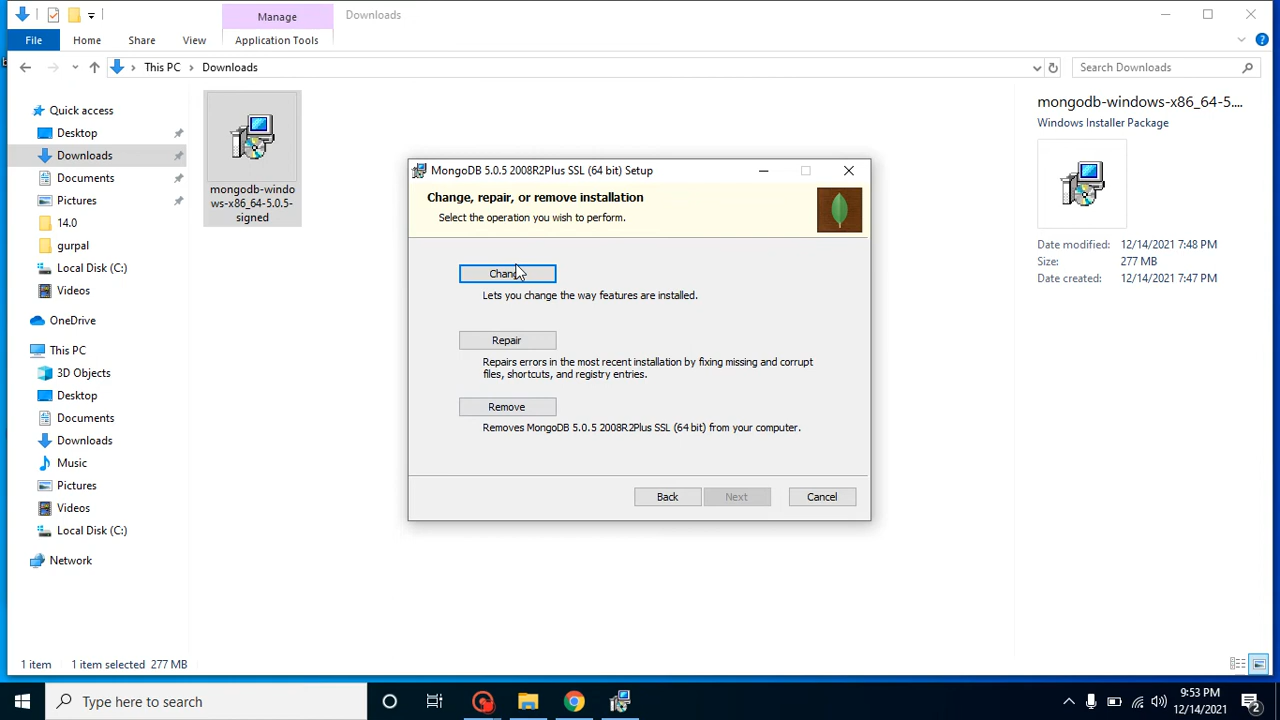 Manage
Downloads
File
Home
Share
View
Application Tools
This PC
Downloads
Search Downloads
Quick access
Desktop
Downloads
Documents
Pictures
14.0
gurpal
Local Disk (C:)
Videos
OneDrive
This PC
3D Objects
Desktop
Documents
Downloads
Music
Pictures
Videos
Local Disk (C:)
Network
mongodb-windo
ws-x86_64-5.0.5-
signed
MongoDB 5.0.5 2008R2Plus SSL (64 bit) Setup
Change, repair, or remove installation
Select the operation you wish to perform.
Lets you change the way features are installed.
Repair
Repairs errors in the most recent installation by fixing missing and corrupt
files, shortcuts, and registry entries.
Remove
Removes MongoDB 5.0.5 2008R2Plus SSL (64 bit) from your computer.
Back
Next
Cancel
mongodb-windows-x86_64-5....
Windows Installer Package
Date modified: 12/14/2021 7:48 PM
Size: 277 MB
Date created: 12/14/2021 7:47 PM
1 item
1 item selected 277 MB
Type here to search
9:53 PM
12/14/2021
2